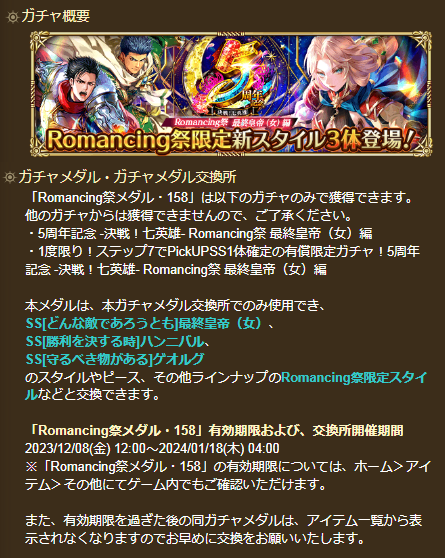 ガチャ概要
5周年
決戦!七英雄
Romancing祭 最終皇帝(女)編
Romancing祭限定新スタイル3体登場!
ガチャメダル・ガチャメダル交換所
「Romancing祭メダル・158」は以下のガチャのみで獲得できます。
他のガチャからは獲得できませんので、ご了承ください。
・5周年記念 -決戦!七英雄- Romancing祭 最終皇帝(女)編
・1度限り!ステップ7でPickUPSS1体確定の有償限定ガチャ!5周年
記念 -決戦!七英雄- Romancing祭 最終皇帝(女)編
本メダルは、本ガチャメダル交換所でのみ使用でき、
SS[どんな敵であろうとも]最終皇帝(女)、
SS[勝利を決する時]ハンニバル、
SS[守るべき物がある]ゲオルグ
のスタイルやピース、その他ラインナップのRomancing祭限定スタイ
ルなどと交換できます。
「Romancing祭メダル・158」有効期限および、交換所開催期間
2023/12/08(金) 12:00~2024/01/18(木) 04:00
※「Romancing祭メダル・158」の有効期限については、ホーム>アイ
テム>その他にてゲーム内でもご確認いただけます。
また、有効期限を過ぎた後の同ガチャメダルは、アイテム一覧から表
示されなくなりますのでお早めに交換をお願いいたします。